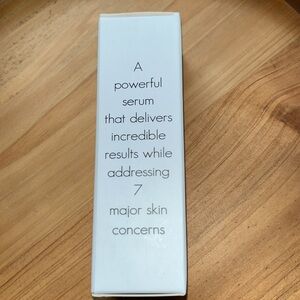 A
powerful
serum
that delivers
incredible
results while
addressing
7
major skin
concerns